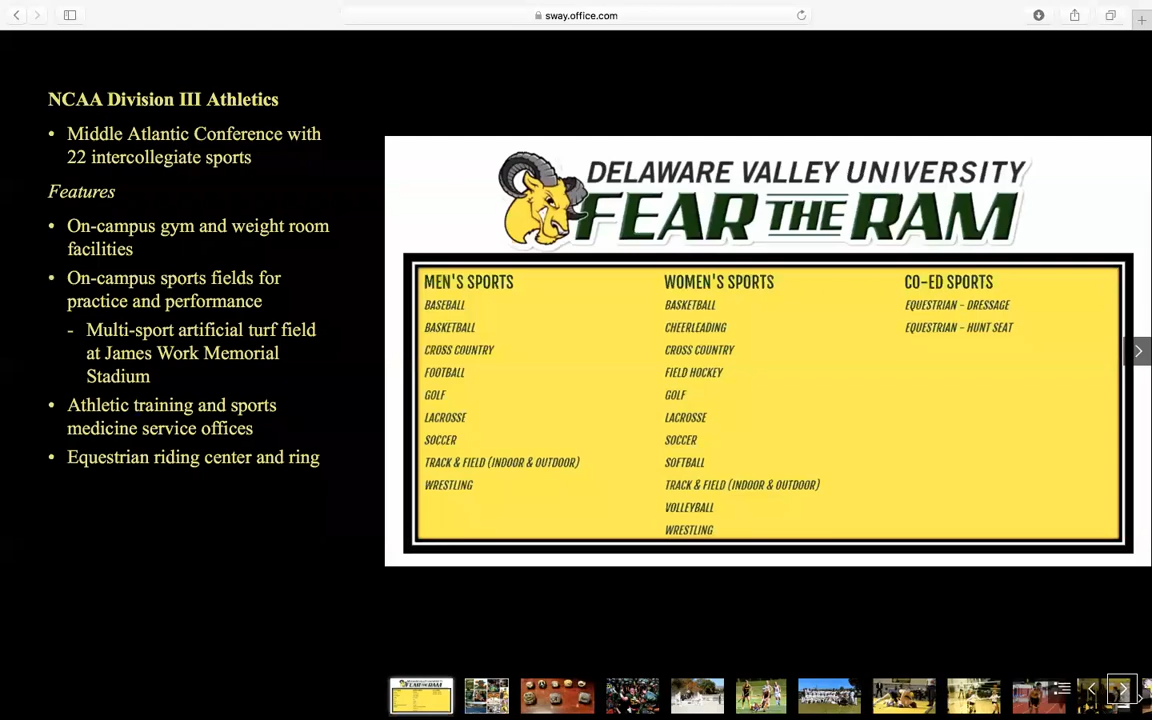 sway.office.com
NCAA Division III Athletics
• Middle Atlantic Conference with
22 intercollegiate sports
Features
• On-campus gym and weight room
facilities
• On-campus sports fields for
practice and performance
- Multi-sport artificial turf field
at James Work Memorial
Stadium
• Athletic training and sports
medicine service offices
• Equestrian riding center and ring
DELAWARE VALLEY UNIVERSITY
FEAR THE RAM
MEN'S SPORTS
BASEBALL
BASKETBALL
CROSS COUNTRY
FOOTBALL
GOLF
LACROSSE
SOCCER
TRACK & FIELD (INDOOR & OUTDOOR)
WRESTLING
WOMEN'S SPORTS
BASKETBALL
CHEERLEADING
CROSS COUNTRY
FIELD HOCKEY
GOLF
LACROSSE
SOCCER
SOFTBALL
TRACK & FIELD (INDOOR & OUTDOOR)
VOLLEYBALL
WRESTLING
CO-ED SPORTS
EQUESTRIAN - DRESSAGE
EQUESTRIAN - HUNT SEAT
FEAR THE RAM